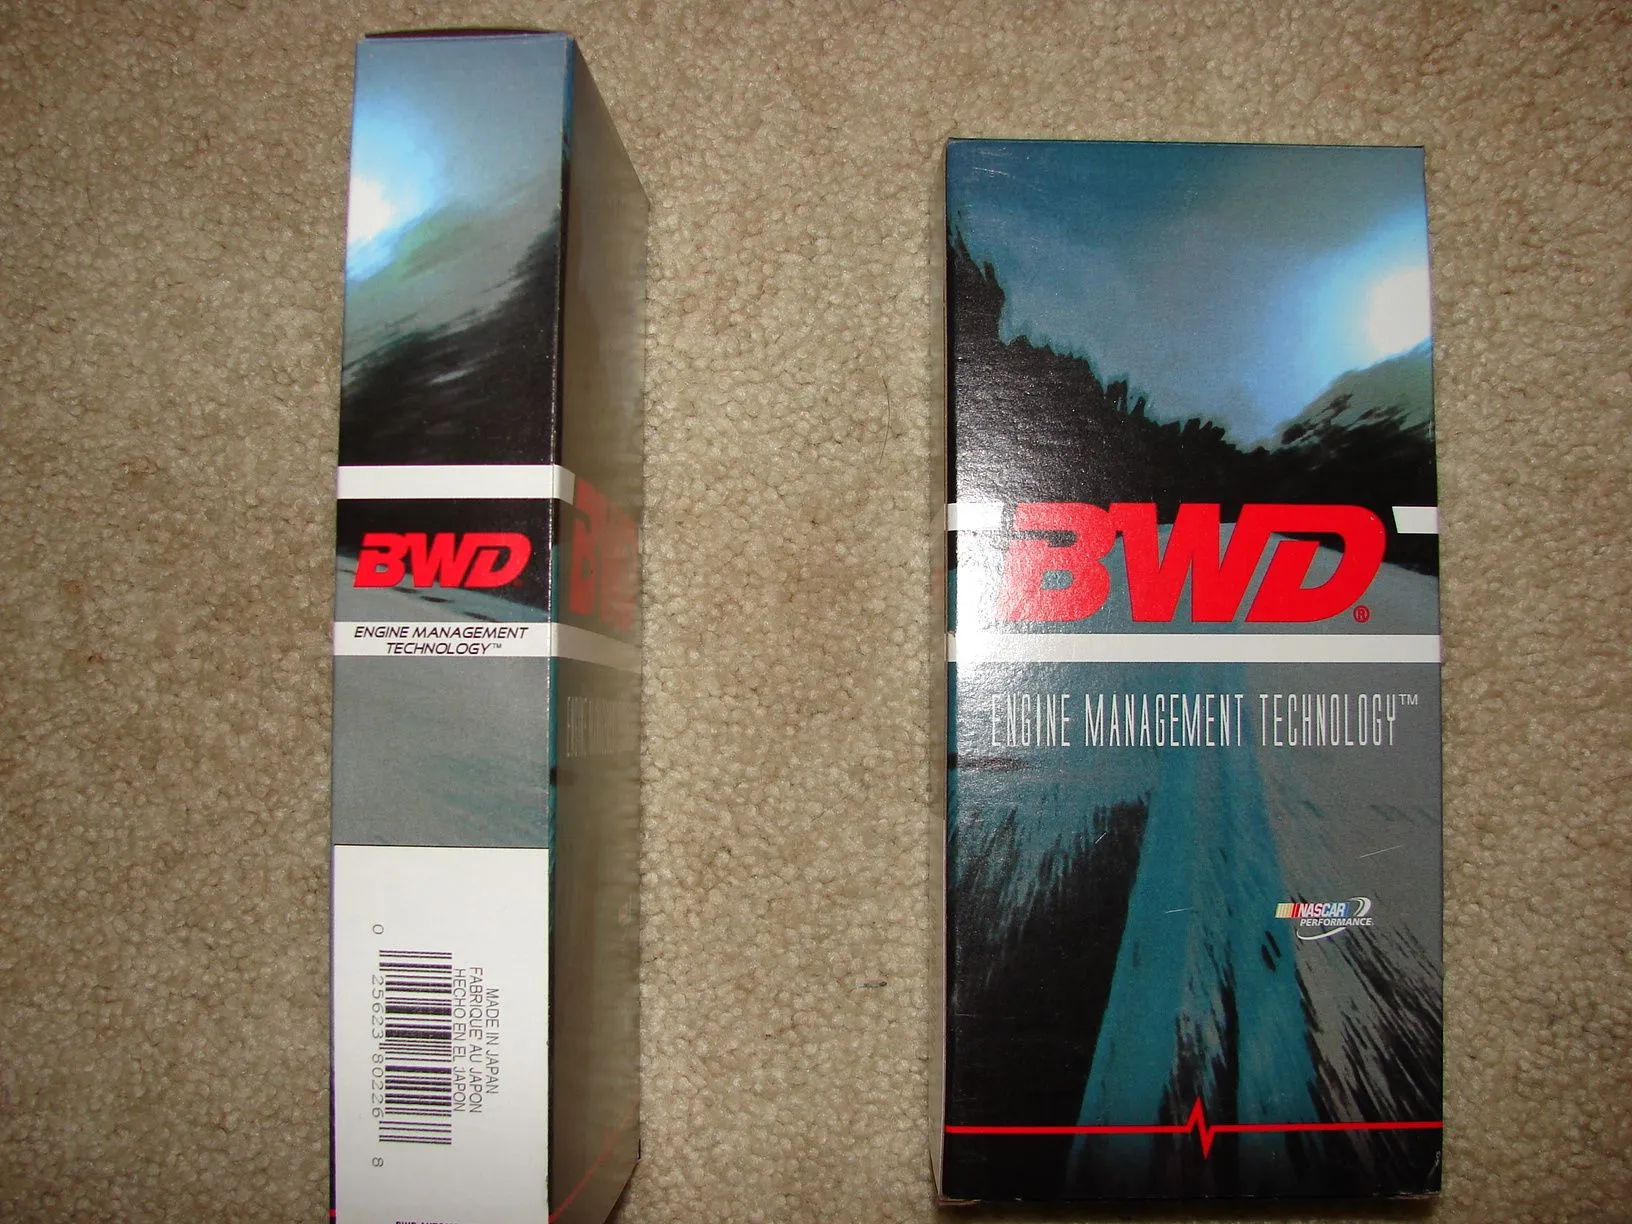 BWD
ENGINE MANAGEMENT
TECHNOLOGY™
MADE IN JAPAN
FABRIQUE AU JAPON
HECHO EN EL JAPON
0 25623 80226 8
BWD
BWD®
ENGINE MANAGEMENT TECHNOLOGY™
NASCAR
PERFORMANCE